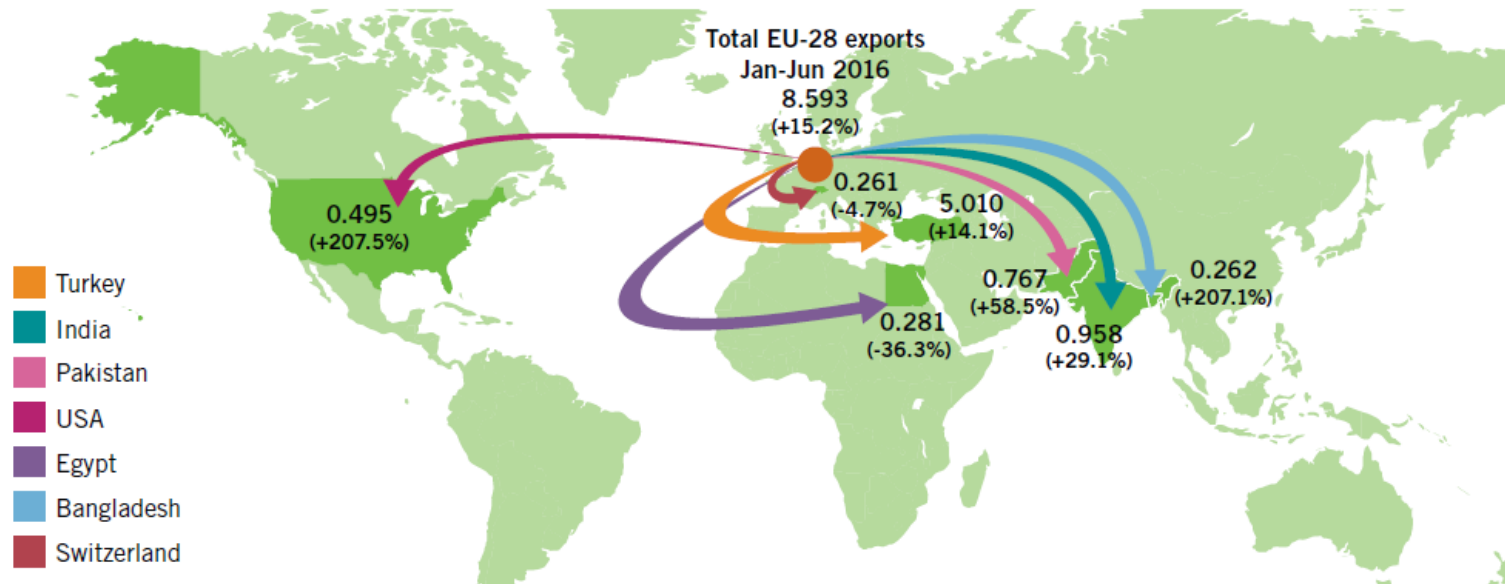 Total EU-28 exports
Jan-Jun 2016
8.593
(+15.2%)
0.261
(-4.7%)
5.010
(+14.1%)
0.495
(+207.5%)
0.767
(+58.5%)
0.262
(+207.1%)
0.281
(-36.3%)
0.958
(+29.1%)
Turkey
India
Pakistan
USA
Egypt
Bangladesh
Switzerland